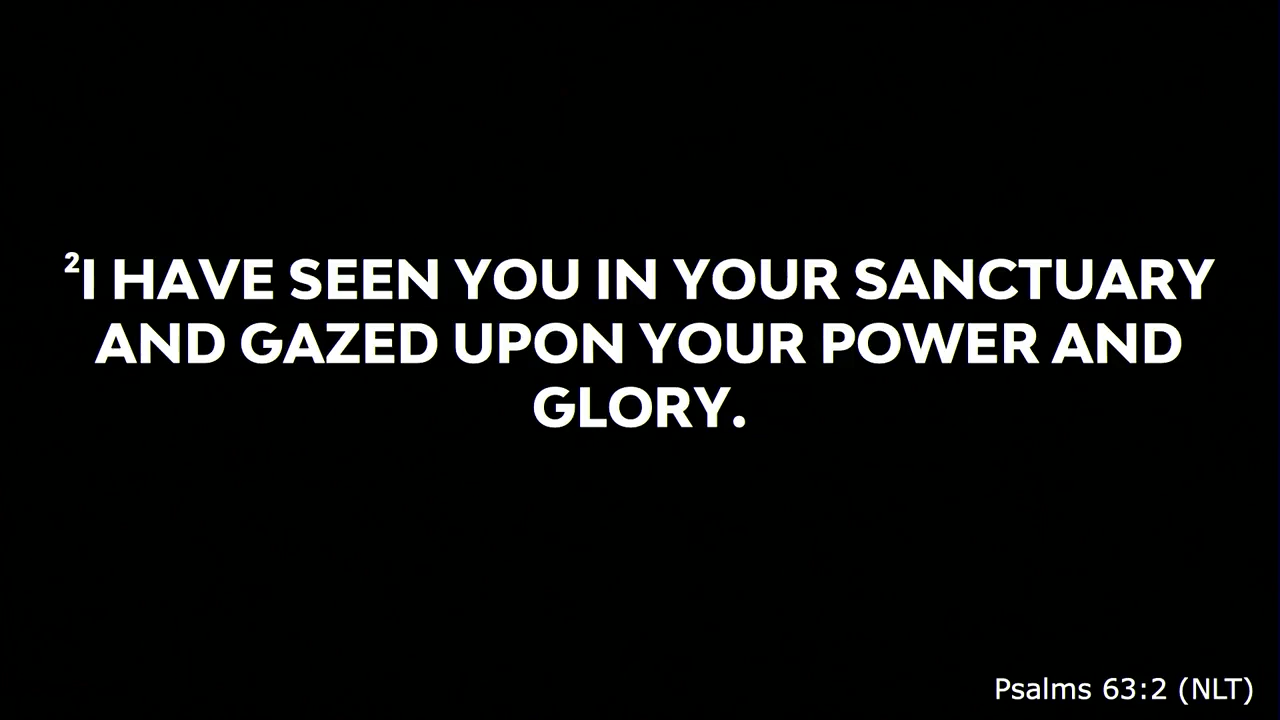 ²I HAVE SEEN YOU IN YOUR SANCTUARY
AND GAZED UPON YOUR POWER AND
GLORY.
Psalms 63:2 (NLT)